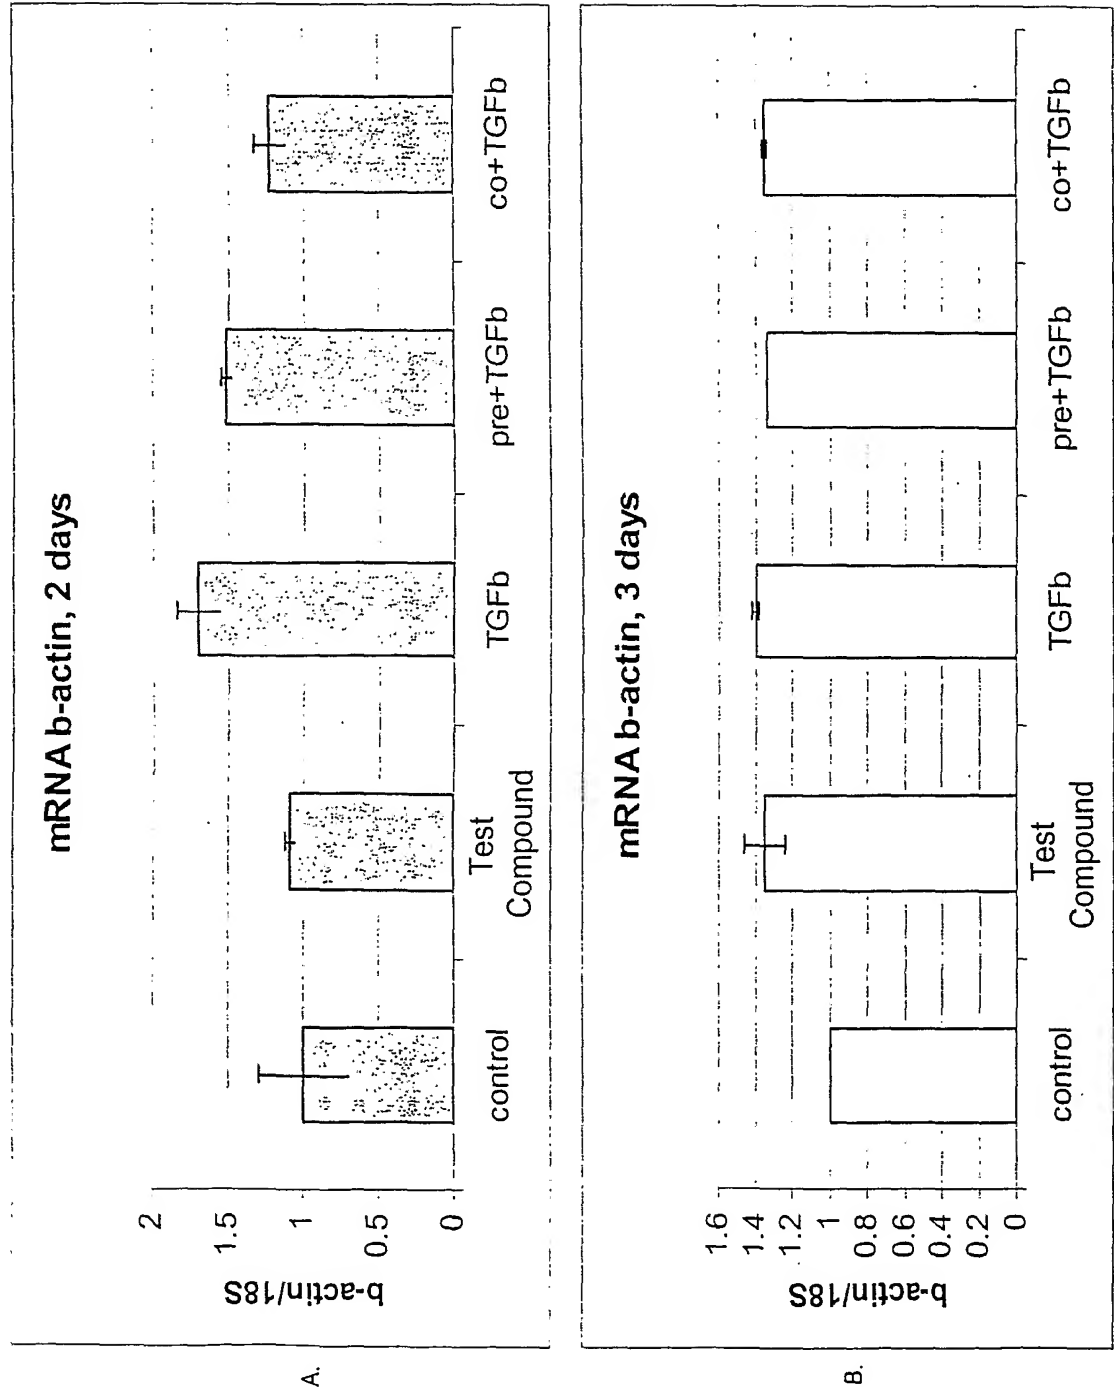 A.
mRNA b-actin, 2 days
b-actin/18S
2
1.5
1
0.5
0
control
Test
Compound
TGFb
pre+TGFb
co+TGFb
B.
mRNA b-actin, 3 days
b-actin/18S
1.6
1.4
1.2
1
0.8
0.6
0.4
0.2
0
control
Test
Compound
TGFb
pre+TGFb
co+TGFb